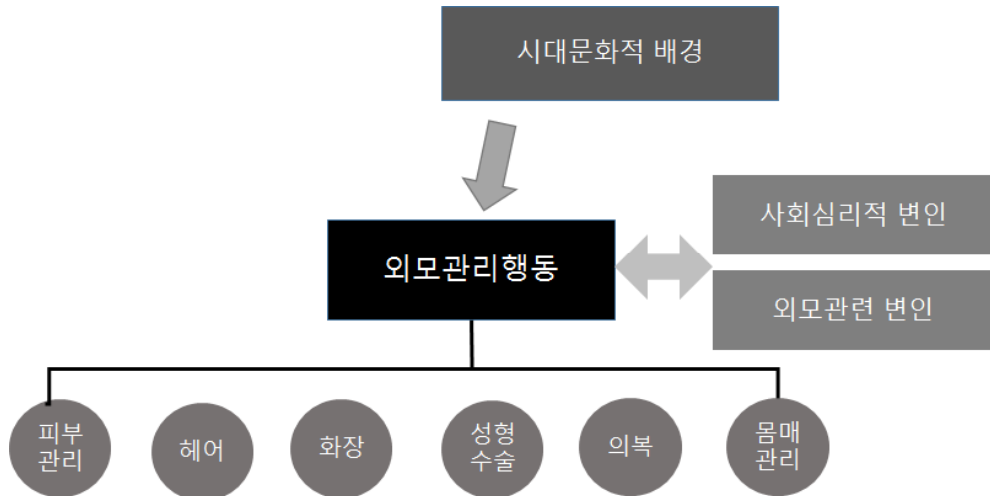 시대문화적 배경
사회심리적 변인
외모관리행동
외모관련 변인
피부
관리
헤어
화장
성형
수술
의복
몸매
관리